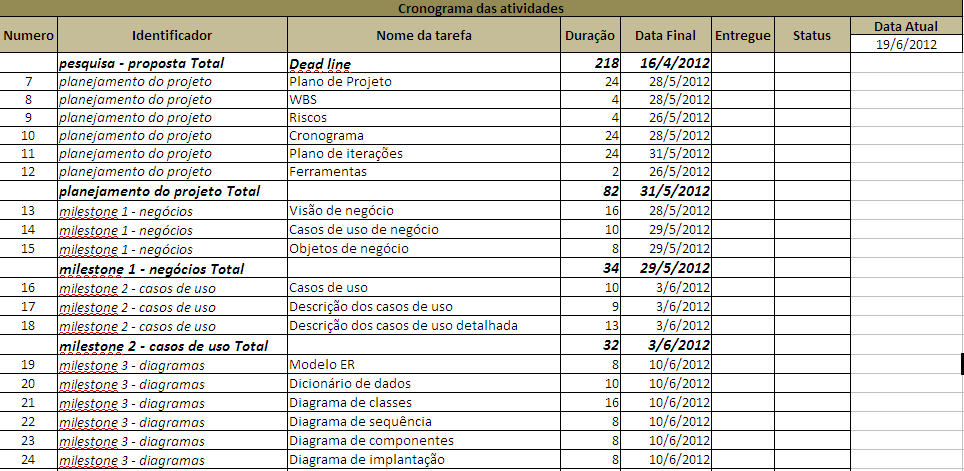 Cronograma das atividades
Numero Identificador Nome da tarefa Duração Data Final Entregue Status Data Atual
19/6/2012
pesquisa - proposta Total Dead line 218 16/4/2012
7 planejamento do projeto Plano de Projeto 24 28/5/2012
8 planejamento do projeto WBS 4 28/5/2012
9 planejamento do projeto Riscos 4 26/5/2012
10 planejamento do projeto Cronograma 24 28/5/2012
11 planejamento do projeto Plano de iterações 24 31/5/2012
12 planejamento do projeto Ferramentas 2 26/5/2012
planejamento do projeto Total 82 31/5/2012
13 milestone 1 - negócios Visão de negócio 16 28/5/2012
14 milestone 1 - negócios Casos de uso de negócio 10 29/5/2012
15 milestone 1 - negócios Objetos de negócio 8 29/5/2012
milestone 1 - negócios Total 34 29/5/2012
16 milestone 2 - casos de uso Casos de uso 10 3/6/2012
17 milestone 2 - casos de uso Descrição dos casos de uso 9 3/6/2012
18 milestone 2 - casos de uso Descrição dos casos de uso detalhada 13 3/6/2012
milestone 2 - casos de uso Total 32 3/6/2012
19 milestone 3 - diagramas Modelo ER 8 10/6/2012
20 milestone 3 - diagramas Dicionário de dados 10 10/6/2012
21 milestone 3 - diagramas Diagrama de classes 16 10/6/2012
22 milestone 3 - diagramas Diagrama de sequência 8 10/6/2012
23 milestone 3 - diagramas Diagrama de componentes 8 10/6/2012
24 milestone 3 - diagramas Diagrama de implantação 8 10/6/2012